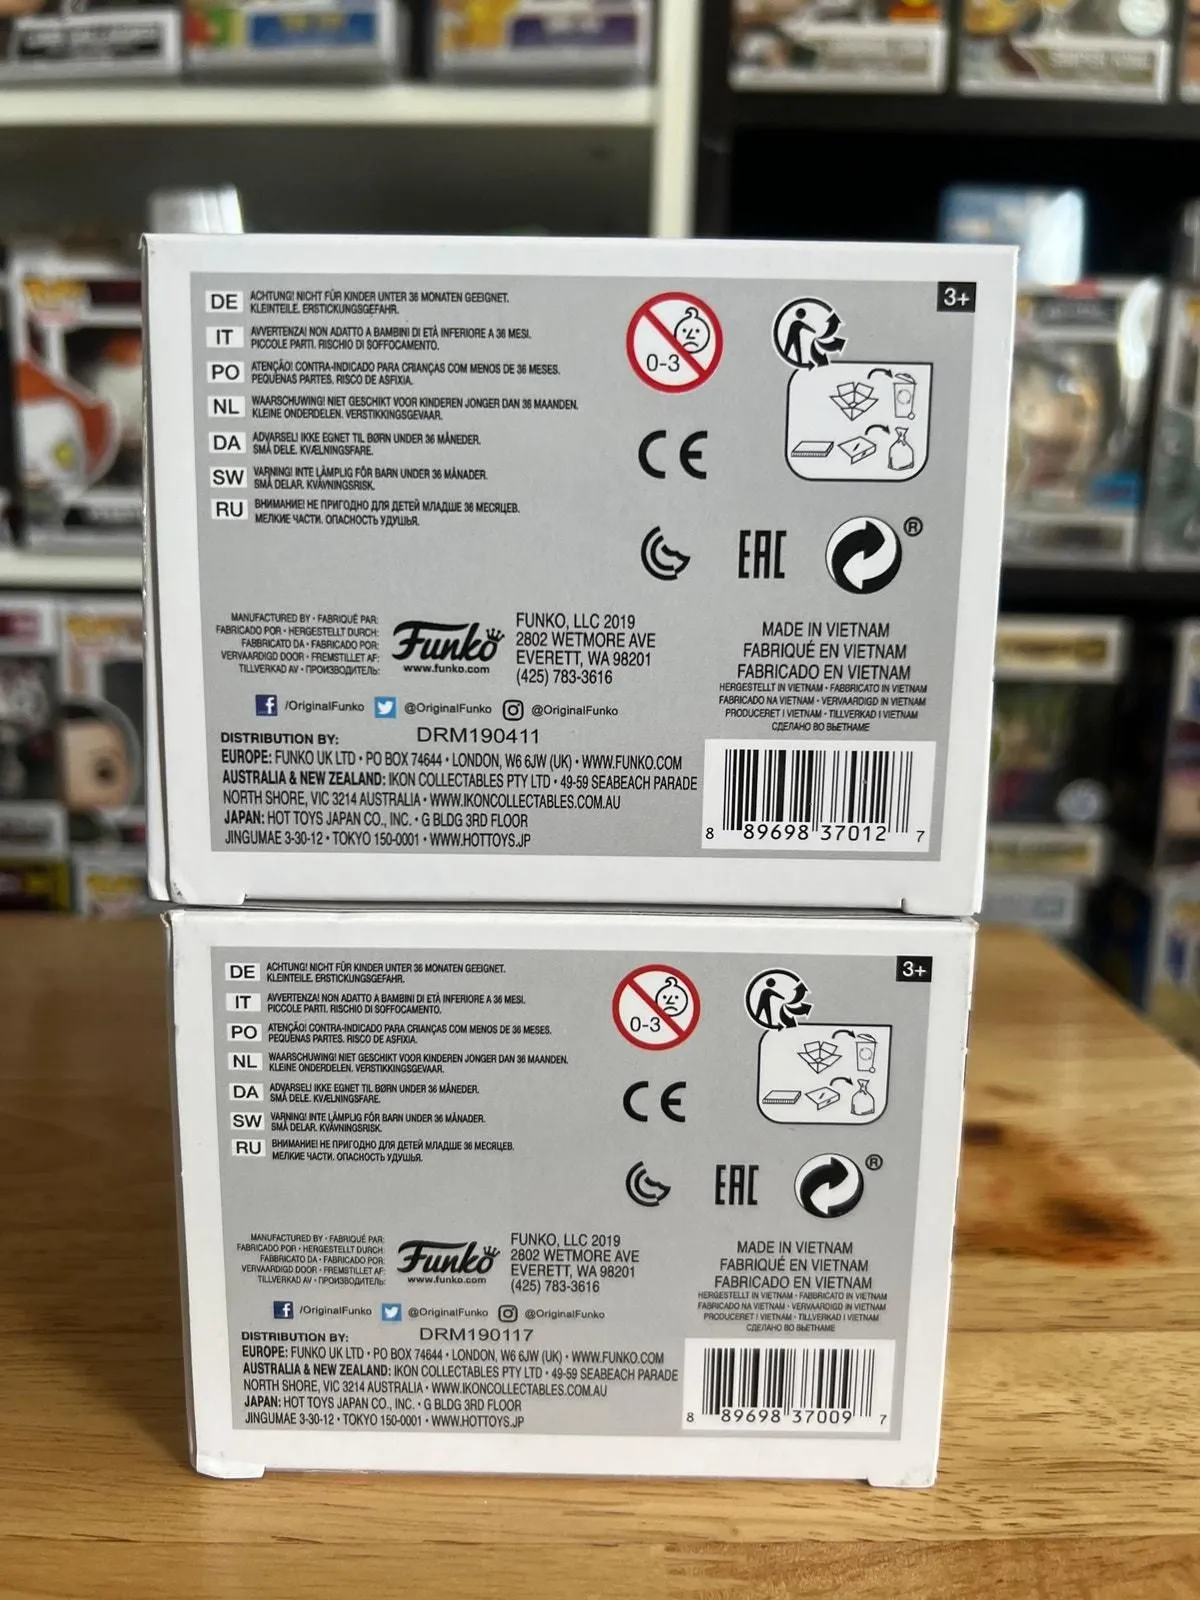 3+
DE ACHTUNG! NICHT FÜR KINDER UNTER 36 MONATEN GEEIGNET.
KLEINTEILE. ERSTICKUNGSGEFAHR.
IT AVVERTENZA! NON ADATTO A BAMBINI DI ETÀ INFERIORE A 36 MESI.
PICCOLE PARTI. RISCHIO DI SOFFOCAMENTO.
PO ATENÇÃO! CONTRA-INDICADO PARA CRIANÇAS COM MENOS DE 36 MESES.
PEQUENAS PARTES. RISCO DE ASFIXIA.
NL WAARSCHUWING! NIET GESCHIKT VOOR KINDEREN JONGER DAN 36 MAANDEN.
KLEINE ONDERDELEN. VERSTIKKINGSGEVAAR.
DA ADVARSEL! IKKE EGNET TIL BØRN UNDER 36 MÅNEDER.
SMÅ DELE. KVÆLNINGSFARE.
SW VARNING! INTE LÄMPLIG FÖR BARN UNDER 36 MÅNADER.
SMÅ DELAR. KVÄVNINGSRISK.
RU ВНИМАНИЕ! НЕ ПРИГОДНО ДЛЯ ДЕТЕЙ МЛАДШЕ 36 МЕСЯЦЕВ.
МЕЛКИЕ ЧАСТИ. ОПАСНОСТЬ УДУШЬЯ.
0-3
CE
EAC
®
MANUFACTURED BY • FABRIQUÉ PAR:
FABRICADO POR • HERGESTELLT DURCH:
FABBRICATO DA • FABRICADO POR:
VERVAARDIGD DOOR • FREMSTILLET AF:
TILLVERKAD AV • ПРОИЗВОДИТЕЛЬ:
Funko
www.funko.com
FUNKO, LLC 2019
2802 WETMORE AVE
EVERETT, WA 98201
(425) 783-3616
MADE IN VIETNAM
FABRIQUÉ EN VIETNAM
FABRICADO EN VIETNAM
HERGESTELLT IN VIETNAM • FABBRICATO IN VIETNAM
FABRICADO NA VIETNAM • VERVAARDIGD IN VIETNAM
PRODUCERET I VIETNAM • TILLVERKAD I VIETNAM
СДЕЛАНО ВО ВЬЕТНАМЕ
/OriginalFunko @OriginalFunko @OriginalFunko
DISTRIBUTION BY: DRM190411
EUROPE: FUNKO UK LTD • PO BOX 74644 • LONDON, W6 6JW (UK) • WWW.FUNKO.COM
AUSTRALIA & NEW ZEALAND: IKON COLLECTABLES PTY LTD • 49-59 SEABEACH PARADE
NORTH SHORE, VIC 3214 AUSTRALIA • WWW.IKONCOLLECTABLES.COM.AU
JAPAN: HOT TOYS JAPAN CO., INC. • G BLDG 3RD FLOOR
JINGUMAE 3-30-12 • TOKYO 150-0001 • WWW.HOTTOYS.JP
8 89698 37012 7
3+
DE ACHTUNG! NICHT FÜR KINDER UNTER 36 MONATEN GEEIGNET.
KLEINTEILE. ERSTICKUNGSGEFAHR.
IT AVVERTENZA! NON ADATTO A BAMBINI DI ETÀ INFERIORE A 36 MESI.
PICCOLE PARTI. RISCHIO DI SOFFOCAMENTO.
PO ATENÇÃO! CONTRA-INDICADO PARA CRIANÇAS COM MENOS DE 36 MESES.
PEQUENAS PARTES. RISCO DE ASFIXIA.
NL WAARSCHUWING! NIET GESCHIKT VOOR KINDEREN JONGER DAN 36 MAANDEN.
KLEINE ONDERDELEN. VERSTIKKINGSGEVAAR.
DA ADVARSEL! IKKE EGNET TIL BØRN UNDER 36 MÅNEDER.
SMÅ DELE. KVÆLNINGSFARE.
SW VARNING! INTE LÄMPLIG FÖR BARN UNDER 36 MÅNADER.
SMÅ DELAR. KVÄVNINGSRISK.
RU ВНИМАНИЕ! НЕ ПРИГОДНО ДЛЯ ДЕТЕЙ МЛАДШЕ 36 МЕСЯЦЕВ.
МЕЛКИЕ ЧАСТИ. ОПАСНОСТЬ УДУШЬЯ.
0-3
CE
EAC
®
MANUFACTURED BY • FABRIQUÉ PAR:
FABRICADO POR • HERGESTELLT DURCH:
FABBRICATO DA • FABRICADO POR:
VERVAARDIGD DOOR • FREMSTILLET AF:
TILLVERKAD AV • ПРОИЗВОДИТЕЛЬ:
Funko
www.funko.com
FUNKO, LLC 2019
2802 WETMORE AVE
EVERETT, WA 98201
(425) 783-3616
MADE IN VIETNAM
FABRIQUÉ EN VIETNAM
FABRICADO EN VIETNAM
HERGESTELLT IN VIETNAM • FABBRICATO IN VIETNAM
FABRICADO NA VIETNAM • VERVAARDIGD IN VIETNAM
PRODUCERET I VIETNAM • TILLVERKAD I VIETNAM
СДЕЛАНО ВО ВЬЕТНАМЕ
/OriginalFunko @OriginalFunko @OriginalFunko
DISTRIBUTION BY: DRM190117
EUROPE: FUNKO UK LTD • PO BOX 74644 • LONDON, W6 6JW (UK) • WWW.FUNKO.COM
AUSTRALIA & NEW ZEALAND: IKON COLLECTABLES PTY LTD • 49-59 SEABEACH PARADE
NORTH SHORE, VIC 3214 AUSTRALIA • WWW.IKONCOLLECTABLES.COM.AU
JAPAN: HOT TOYS JAPAN CO., INC. • G BLDG 3RD FLOOR
JINGUMAE 3-30-12 • TOKYO 150-0001 • WWW.HOTTOYS.JP
8 89698 37009 7